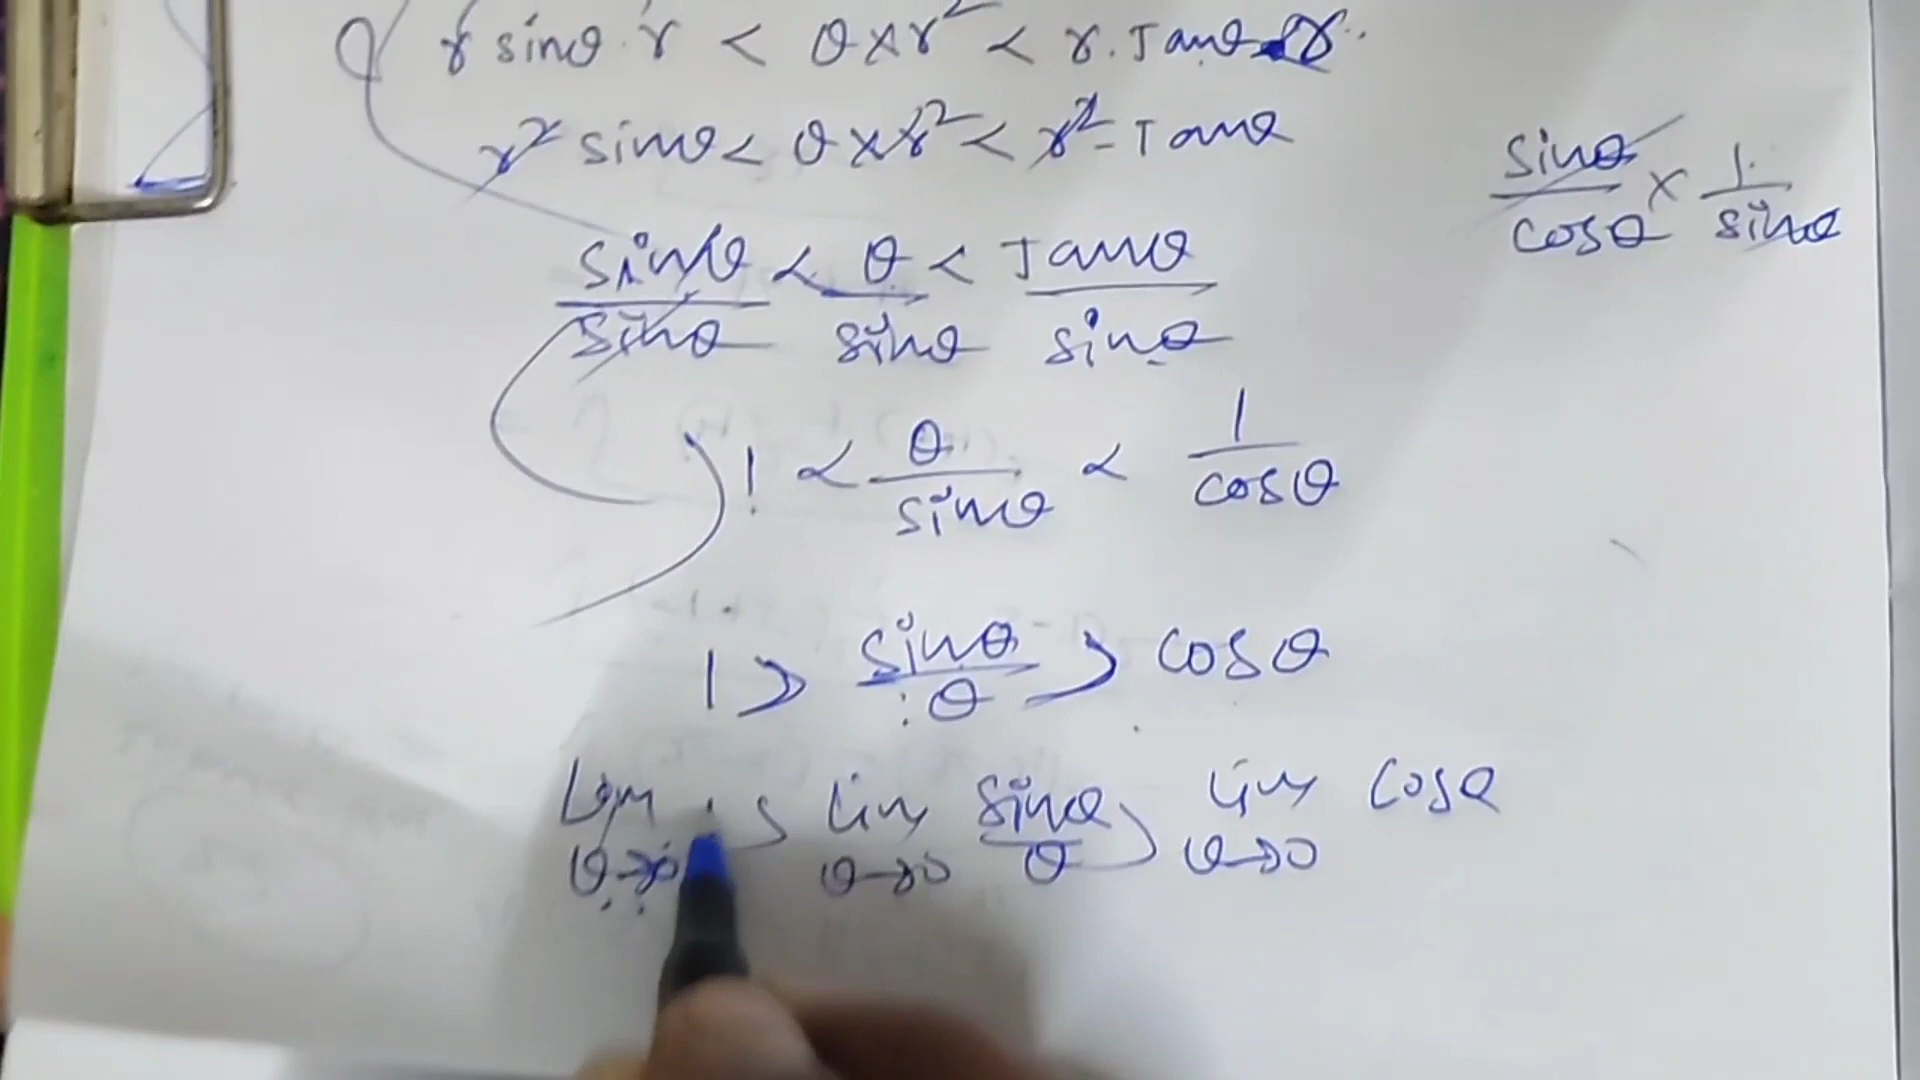 r sinθ . r < θ×r² < r . Tanθ . r
r² sinθ < θ×r² < r² - Tanθ
sinθ/cosθ × 1/sinθ
sinθ/sinθ < θ/sinθ < Tanθ/sinθ
1 < θ/sinθ < 1/cosθ
1 > sinθ/θ > cosθ
Lim θ→0 1 > lim θ→0 sinθ/θ > lim θ→0 cosθ